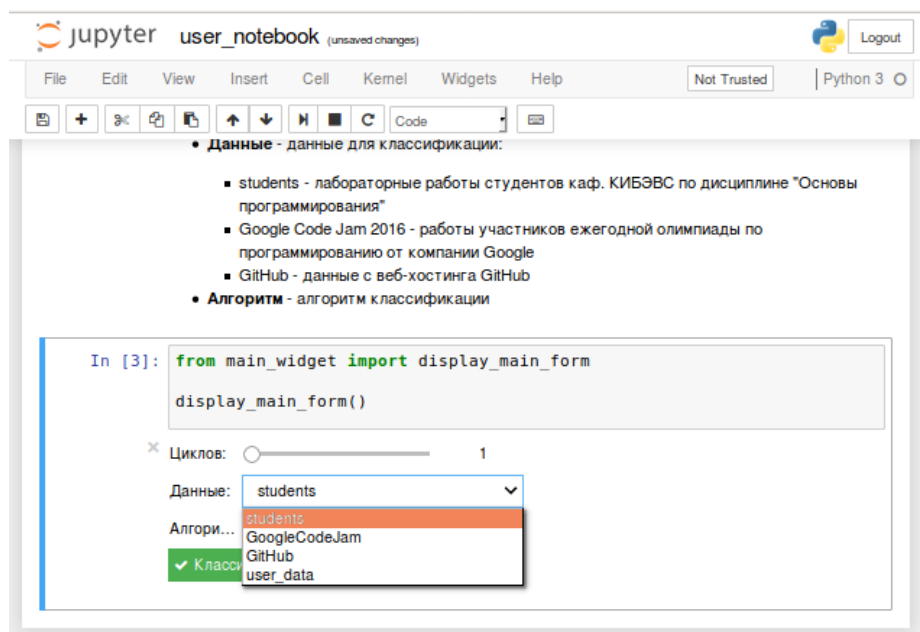 jupyter user_notebook (unsaved changes) Logout
File Edit View Insert Cell Kernel Widgets Help Not Trusted Python 3
Code
Данные - данные для классификации:
students - лабораторные работы студентов каф. КИБЭВС по дисциплине "Основы
программирования"
Google Code Jam 2016 - работы участников ежегодной олимпиады по
программированию от компании Google
GitHub - данные с веб-хостинга GitHub
Алгоритм - алгоритм классификации
In [3]: from main_widget import display_main_form
display_main_form()
Циклов: 1
Данные: students
students
Алгори...
GoogleCodeJam
GitHub
Класси
user_data